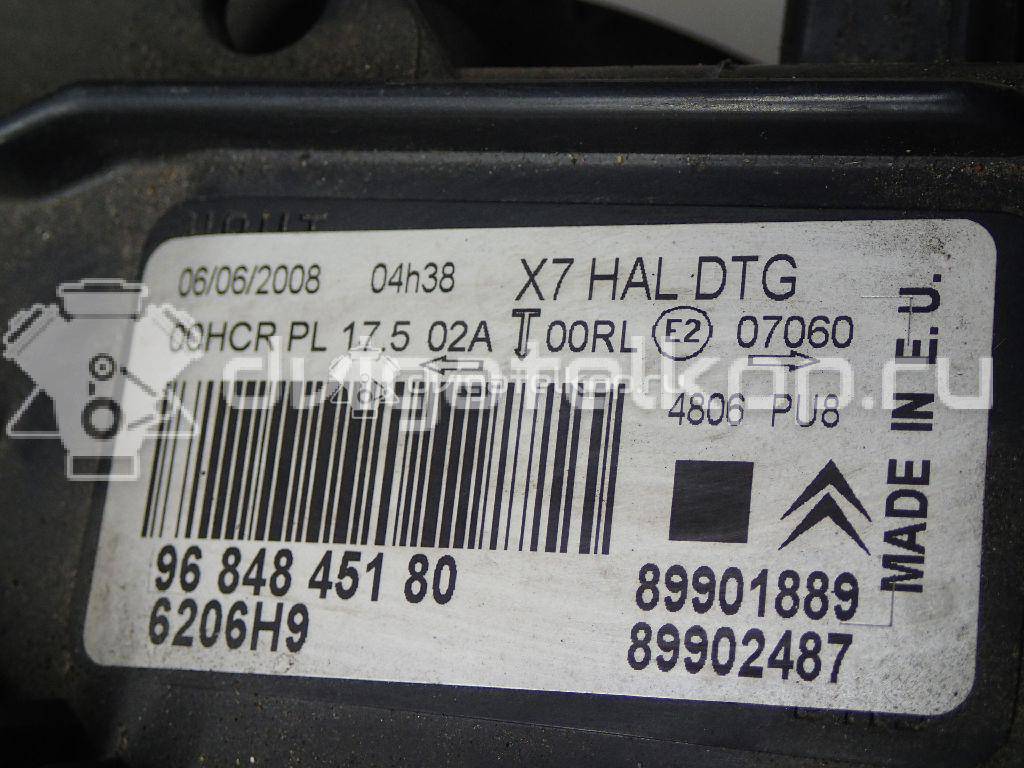 06/06/2008 04h38 X7 HAL DTG
00HCR PL 17.5 02A T 00RL E2 07060
4806 PU8
MADE IN E.U.
96 848 451 80
89901889
6206H9
89902487